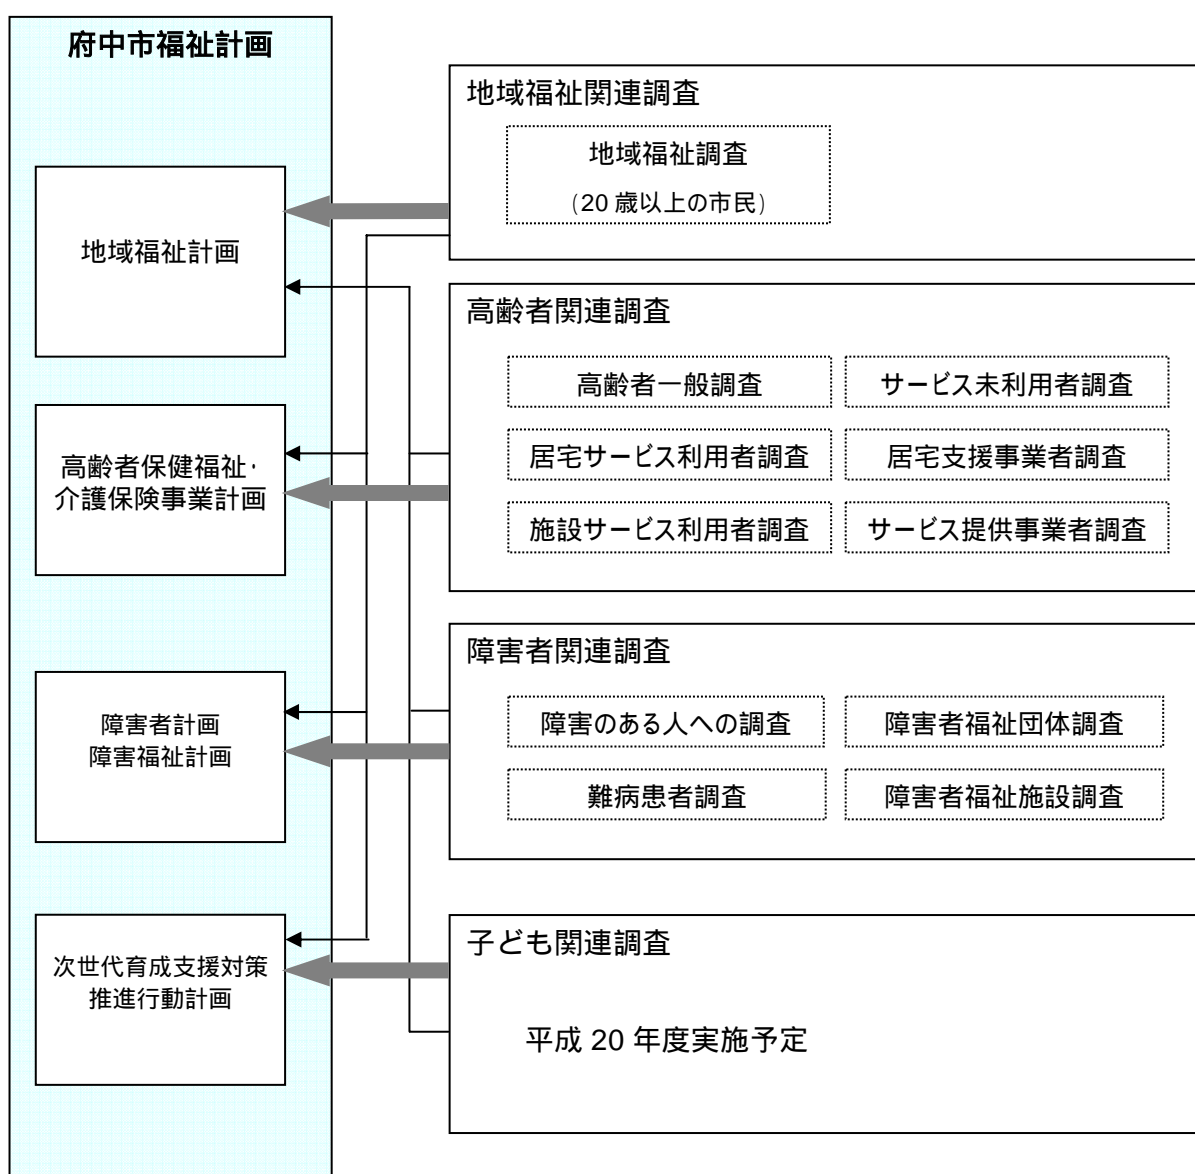 府中市福祉計画
地域福祉計画
高齢者保健福祉・
介護保険事業計画
障害者計画
障害福祉計画
次世代育成支援対策
推進行動計画
地域福祉関連調査
地域福祉調査
(20 歳以上の市民)
高齢者関連調査
高齢者一般調査
サービス未利用者調査
居宅サービス利用者調査
居宅支援事業者調査
施設サービス利用者調査
サービス提供事業者調査
障害者関連調査
障害のある人への調査
障害者福祉団体調査
難病患者調査
障害者福祉施設調査
子ども関連調査
平成 20 年度実施予定